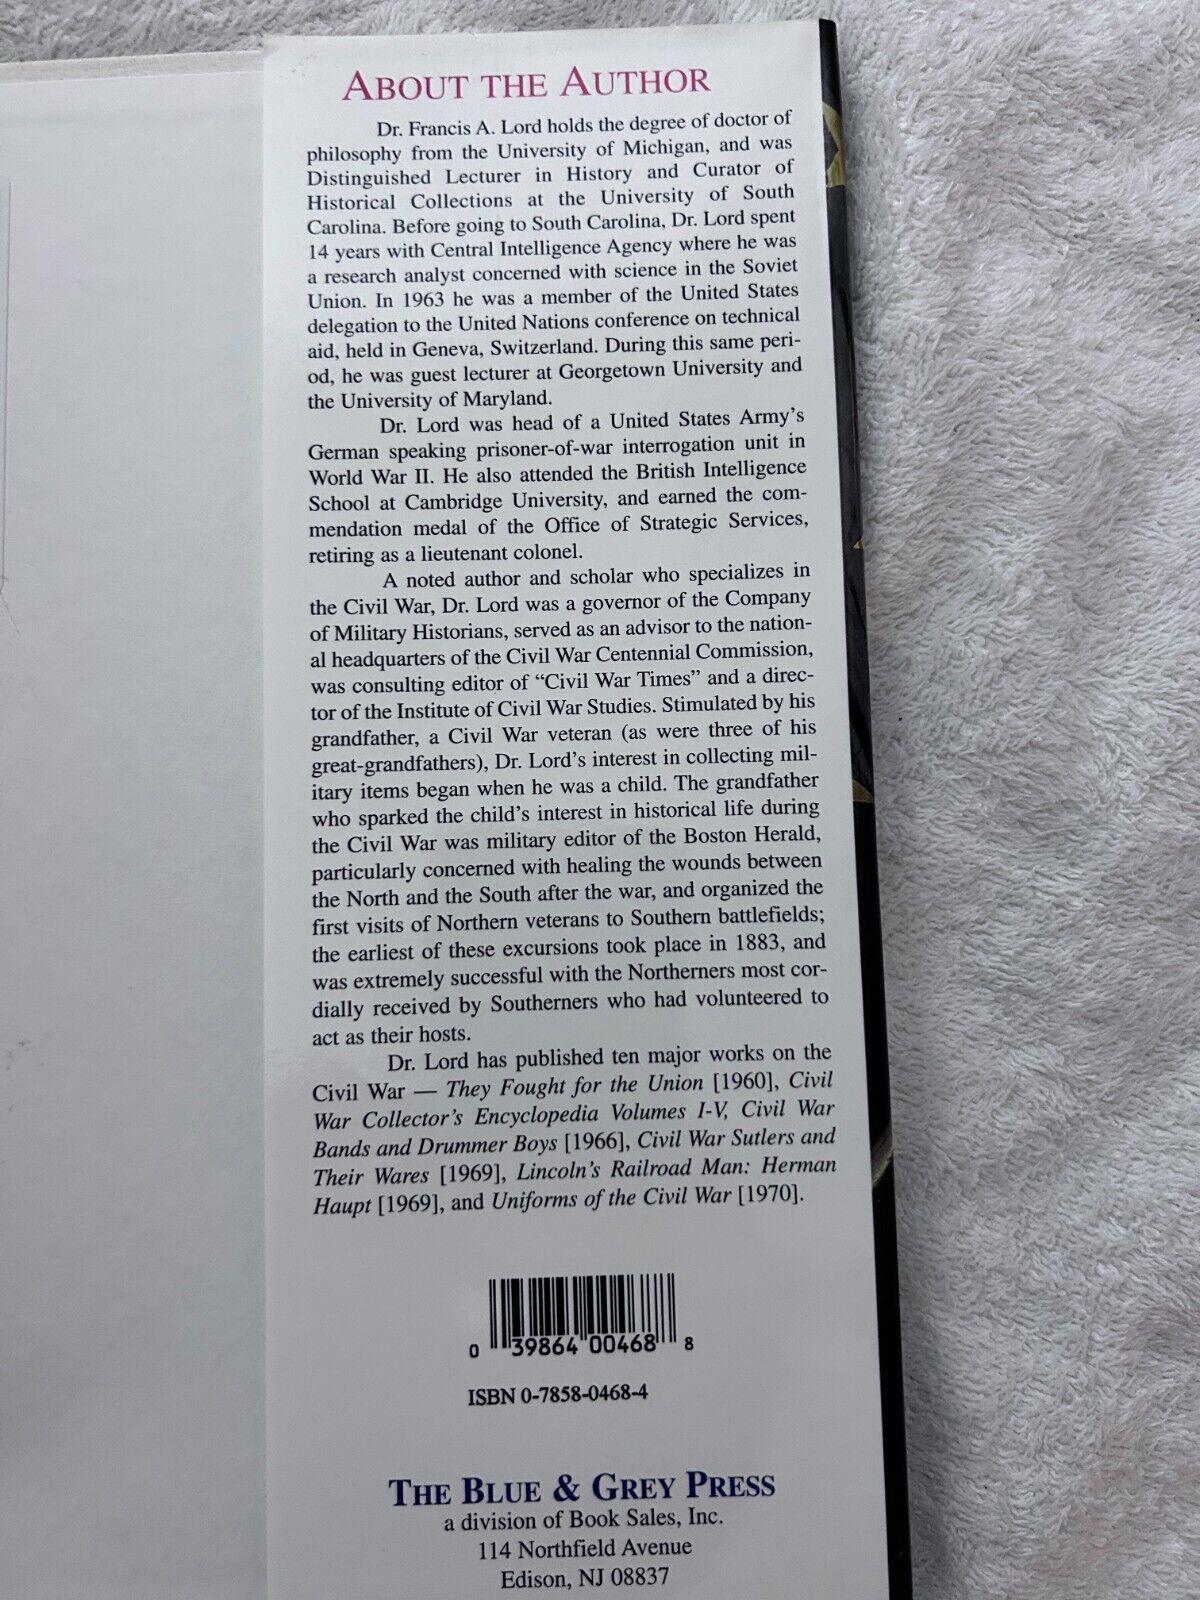 ABOUT THE AUTHOR
Dr. Francis A. Lord holds the degree of doctor of
philosophy from the University of Michigan, and was
Distinguished Lecturer in History and Curator of
Historical Collections at the University of South
Carolina. Before going to South Carolina, Dr. Lord spent
14 years with Central Intelligence Agency where he was
a research analyst concerned with science in the Soviet
Union. In 1963 he was a member of the United States
delegation to the United Nations conference on technical
aid, held in Geneva, Switzerland. During this same peri-
od, he was guest lecturer at Georgetown University and
the University of Maryland.
Dr. Lord was head of a United States Army's
German speaking prisoner-of-war interrogation unit in
World War II. He also attended the British Intelligence
School at Cambridge University, and earned the com-
mendation medal of the Office of Strategic Services,
retiring as a lieutenant colonel.
A noted author and scholar who specializes in
the Civil War, Dr. Lord was a governor of the Company
of Military Historians, served as an advisor to the nation-
al headquarters of the Civil War Centennial Commission,
was consulting editor of “Civil War Times” and a direc-
tor of the Institute of Civil War Studies. Stimulated by his
grandfather, a Civil War veteran (as were three of his
great-grandfathers), Dr. Lord's interest in collecting mil-
itary items began when he was a child. The grandfather
who sparked the child's interest in historical life during
the Civil War was military editor of the Boston Herald,
particularly concerned with healing the wounds between
the North and the South after the war, and organized the
first visits of Northern veterans to Southern battlefields;
the earliest of these excursions took place in 1883, and
was extremely successful with the Northerners most cor-
dially received by Southerners who had volunteered to
act as their hosts.
Dr. Lord has published ten major works on the
Civil War — They Fought for the Union [1960], Civil
War Collector's Encyclopedia Volumes I-V, Civil War
Bands and Drummer Boys [1966], Civil War Sutlers and
Their Wares [1969], Lincoln's Railroad Man: Herman
Haupt [1969], and Uniforms of the Civil War [1970].
0 39864 00468 8
ISBN 0-7858-0468-4
THE BLUE & GREY PRESS
a division of Book Sales, Inc.
114 Northfield Avenue
Edison, NJ 08837